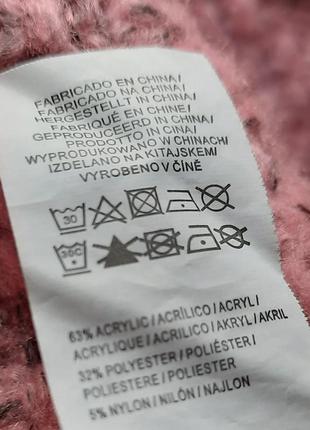 FABRICADO EN CHINA/
FABRICADO NA CHINA/
HERGESTELLT IN CHINA/
FABRIQUÉ EN CHINE/
GEPRODUCEERD IN CHINA/
PRODOTTO IN CINA/
WYPRODUKOWANO W CHINACH/
IZDELANO NA KITAJSKEM/
VYROBENO V ČÍNĚ
30
30C
63% ACRYLIC / ACRÍLICO / ACRYL/
ACRYLIQUE / ACRILICO / AKRYL / AKRIL
32% POLYESTER / POLIÉSTER/
POLIESTERE / POLIESTER
5% NYLON / NILÓN / NAJLON